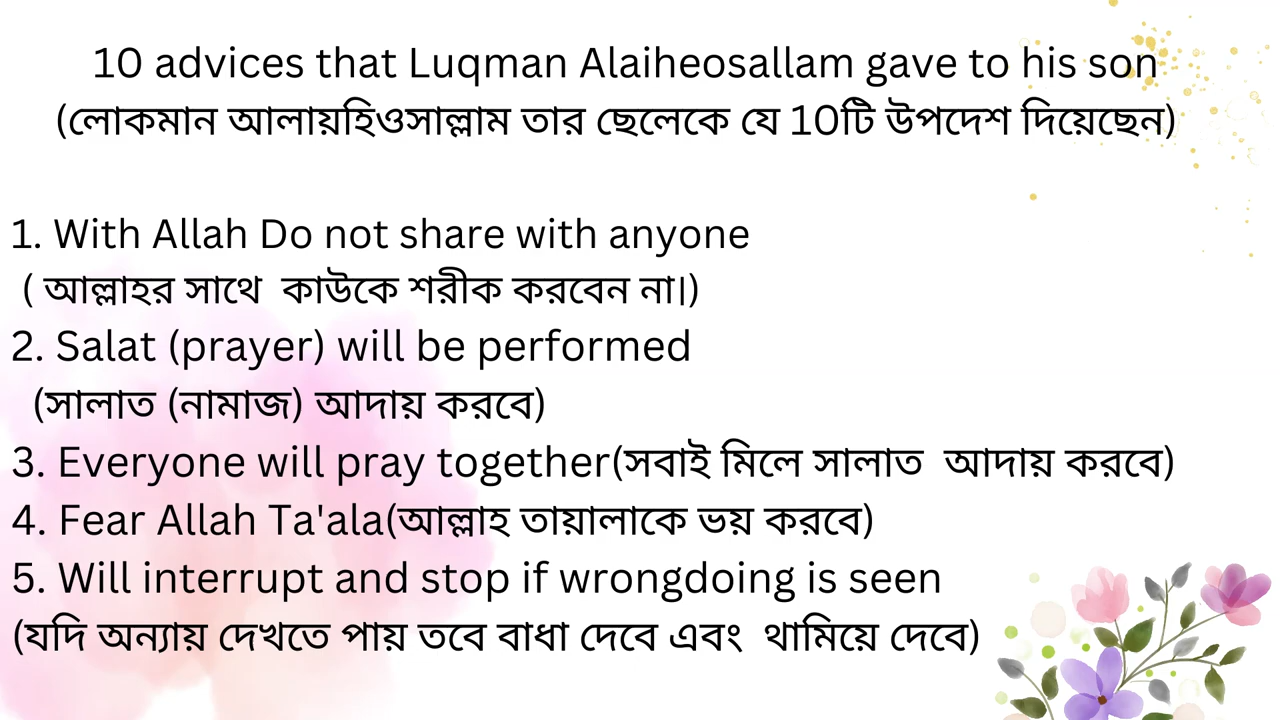 10 advices that Luqman Alaiheosallam gave to his son
(লোকমান আলায়হিওসাল্লাম তার ছেলেকে যে 10টি উপদেশ দিয়েছেন)
1. With Allah Do not share with anyone
( আল্লাহর সাথে কাউকে শরীক করবেন না।)
2. Salat (prayer) will be performed
(সালাত (নামাজ) আদায় করবে)
3. Everyone will pray together(সবাই মিলে সালাত আদায় করবে)
4. Fear Allah Ta'ala(আল্লাহ তায়ালাকে ভয় করবে)
5. Will interrupt and stop if wrongdoing is seen
(যদি অন্যায় দেখতে পায় তবে বাধা দেবে এবং থামিয়ে দেবে)